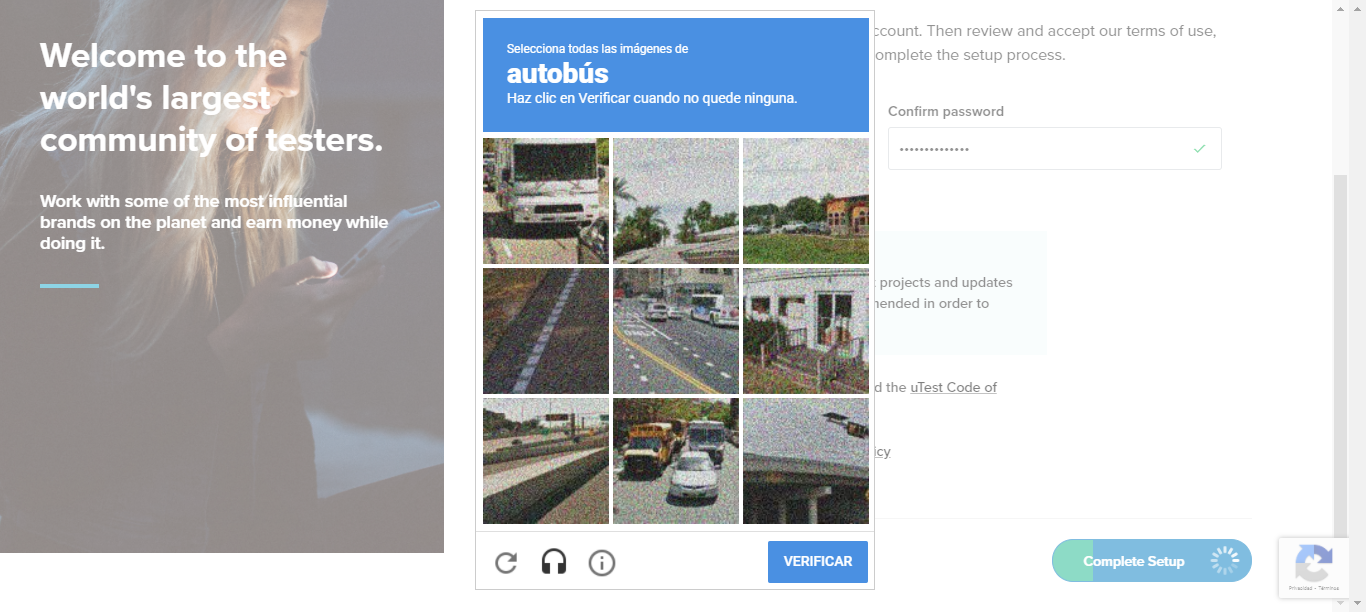 Welcome to the
world's largest
community of testers.
Work with some of the most influential
brands on the planet and earn money while
doing it.
Selecciona todas las imágenes de
autobús
Haz clic en Verificar cuando no quede ninguna.
ONLY
VERIFICAR
ccount. Then review and accept our terms of use,
omplete the setup process.
Confirm password
projects and updates
nended in order to
d the uTest Code of
icy
Complete Setup
Privacidad - Términos